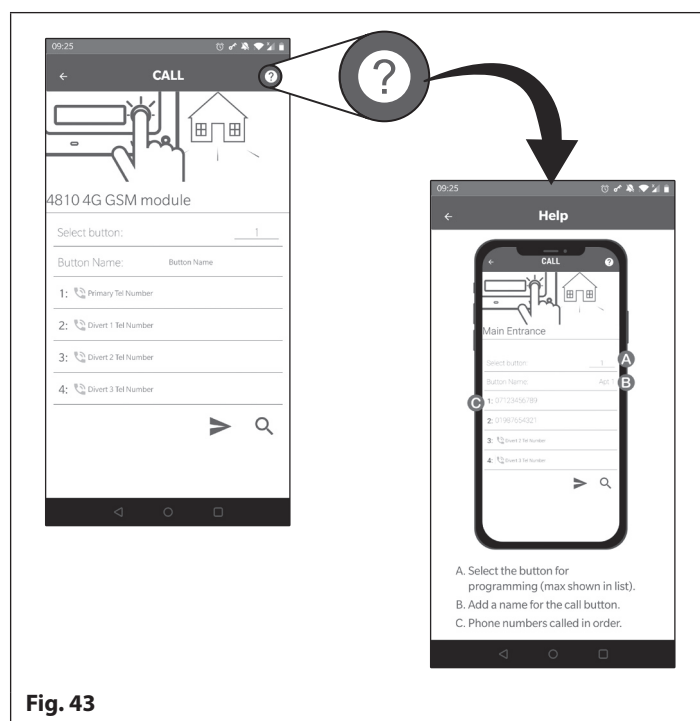 09:25
CALL
?
?
4810 4G GSM module
Select button: 1
Button Name: Button Name
1: Primary Tel Number
2: Divert 1 Tel Number
3: Divert 2 Tel Number
4: Divert 3 Tel Number
09:25
Help
CALL
?
Main Entrance
Select button: 1 A
Button Name: Apt 1 B
C 1: 07123456789
2: 01987654321
3: Divert 2 Tel Number
4: Divert 3 Tel Number
A. Select the button for
programming (max shown in list).
B. Add a name for the call button.
C. Phone numbers called in order.
Fig. 43